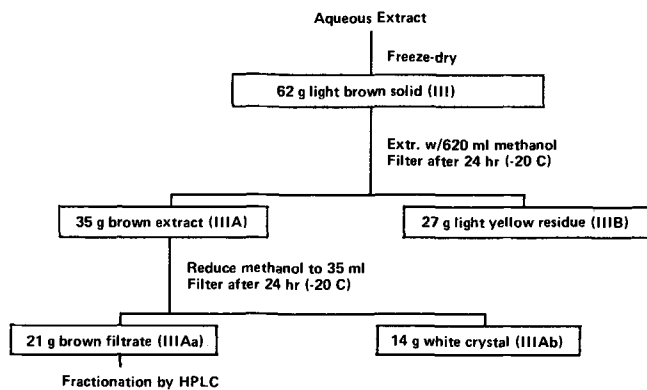 Aqueous Extract
Freeze-dry
62 g light brown solid (III)
Extr. w/620 ml methanol
Filter after 24 hr (-20 C)
35 g brown extract (IIIA)
27 g light yellow residue (IIIB)
Reduce methanol to 35 ml
Filter after 24 hr (-20 C)
21 g brown filtrate (IIIAa)
14 g white crystal (IIIAb)
Fractionation by HPLC